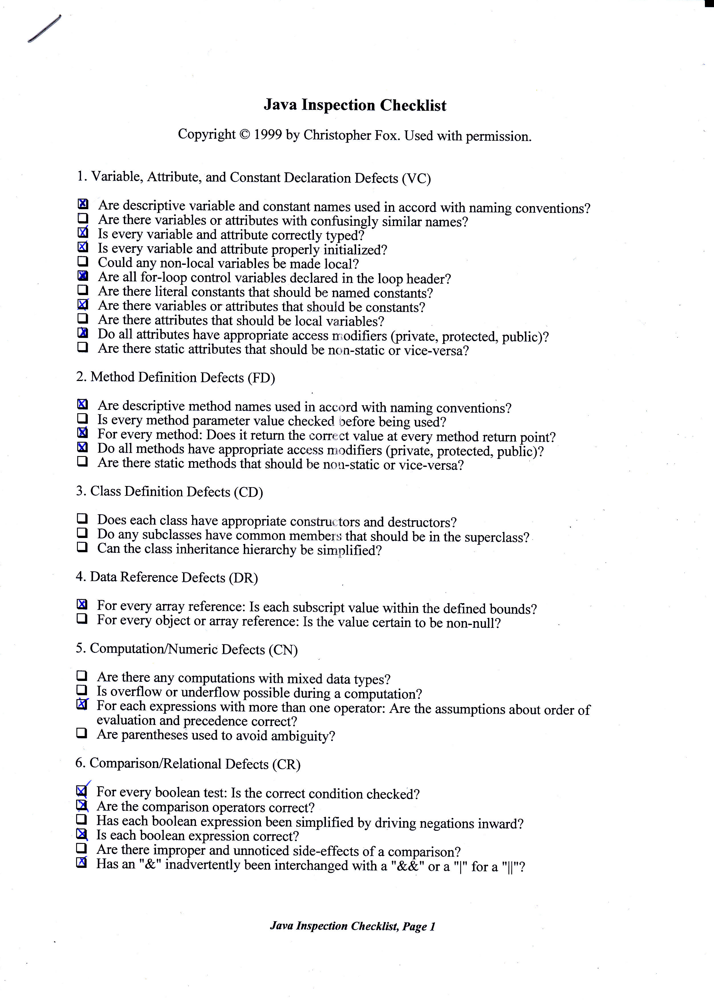 Java Inspection Checklist
Copyright © 1999 by Christopher Fox. Used with permission.
1. Variable, Attribute, and Constant Declaration Defects (VC)
☒ Are descriptive variable and constant names used in accord with naming conventions?
☐ Are there variables or attributes with confusingly similar names?
☒ Is every variable and attribute correctly typed?
☒ Is every variable and attribute properly initialized?
☐ Could any non-local variables be made local?
☒ Are all for-loop control variables declared in the loop header?
☐ Are there literal constants that should be named constants?
☒ Are there variables or attributes that should be constants?
☐ Are there attributes that should be local variables?
☒ Do all attributes have appropriate access modifiers (private, protected, public)?
☐ Are there static attributes that should be non-static or vice-versa?
2. Method Definition Defects (FD)
☒ Are descriptive method names used in accord with naming conventions?
☐ Is every method parameter value checked before being used?
☒ For every method: Does it return the correct value at every method return point?
☒ Do all methods have appropriate access modifiers (private, protected, public)?
☐ Are there static methods that should be non-static or vice-versa?
3. Class Definition Defects (CD)
☐ Does each class have appropriate constructors and destructors?
☐ Do any subclasses have common members that should be in the superclass?
☐ Can the class inheritance hierarchy be simplified?
4. Data Reference Defects (DR)
☒ For every array reference: Is each subscript value within the defined bounds?
☐ For every object or array reference: Is the value certain to be non-null?
5. Computation/Numeric Defects (CN)
☐ Are there any computations with mixed data types?
☐ Is overflow or underflow possible during a computation?
☒ For each expressions with more than one operator: Are the assumptions about order of
evaluation and precedence correct?
☐ Are parentheses used to avoid ambiguity?
6. Comparison/Relational Defects (CR)
☒ For every boolean test: Is the correct condition checked?
☒ Are the comparison operators correct?
☐ Has each boolean expression been simplified by driving negations inward?
☒ Is each boolean expression correct?
☐ Are there improper and unnoticed side-effects of a comparison?
☒ Has an "&" inadvertently been interchanged with a "&&" or a "|" for a "||"?
Java Inspection Checklist, Page 1